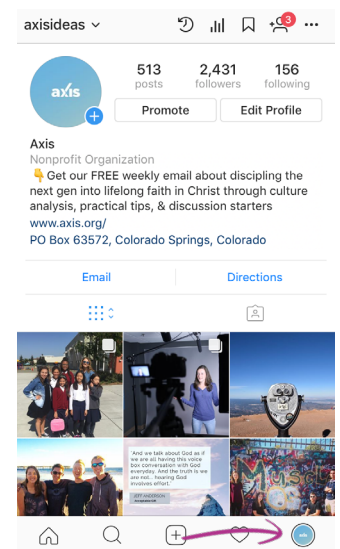 axisideas
3
axis
513 2,431 156
posts followers following
Promote Edit Profile
Axis
Nonprofit Organization
👇Get our FREE weekly email about discipling the
next gen into lifelong faith in Christ through culture
analysis, practical tips, & discussion starters
www.axis.org/
PO Box 63572, Colorado Springs, Colorado
Email Directions
"And we talk about God as if
we are all having this voice
box conversation with God
everyday. And the truth is we
are not... hearing God
involves effort."
JEFF ANDERSON
axis